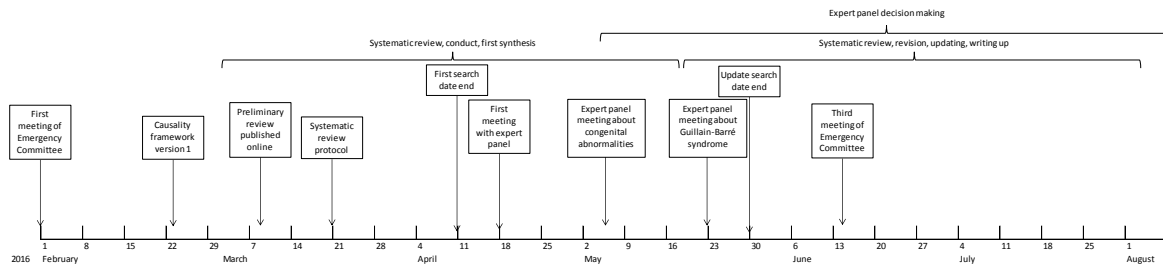 Expert panel decision making
Systematic review, conduct, first synthesis
Systematic review, revision, updating, writing up
First search
date end
Update search
date end
First
meeting of
Emergency
Committee
Causality
framework
version 1
Preliminary
review
published
online
Systematic
review
protocol
First
meeting
with expert
panel
Expert panel
meeting about
congenital
abnormalities
Expert panel
meeting about
Guillain-Barré
syndrome
Third
meeting of
Emergency
Committee
1 8 15 22 29 7 14 21 28 4 11 18 25 2 9 16 23 30 6 13 20 27 4 11 18 25 1
2016 February March April May June July August